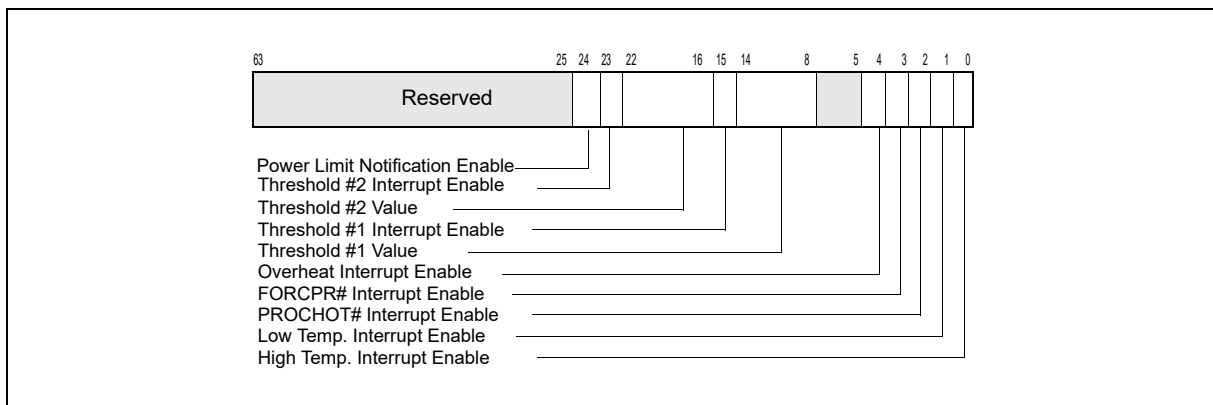 63 25 24 23 22 16 15 14 8 5 4 3 2 1 0
Reserved
Power Limit Notification Enable
Threshold #2 Interrupt Enable
Threshold #2 Value
Threshold #1 Interrupt Enable
Threshold #1 Value
Overheat Interrupt Enable
FORCPR# Interrupt Enable
PROCHOT# Interrupt Enable
Low Temp. Interrupt Enable
High Temp. Interrupt Enable